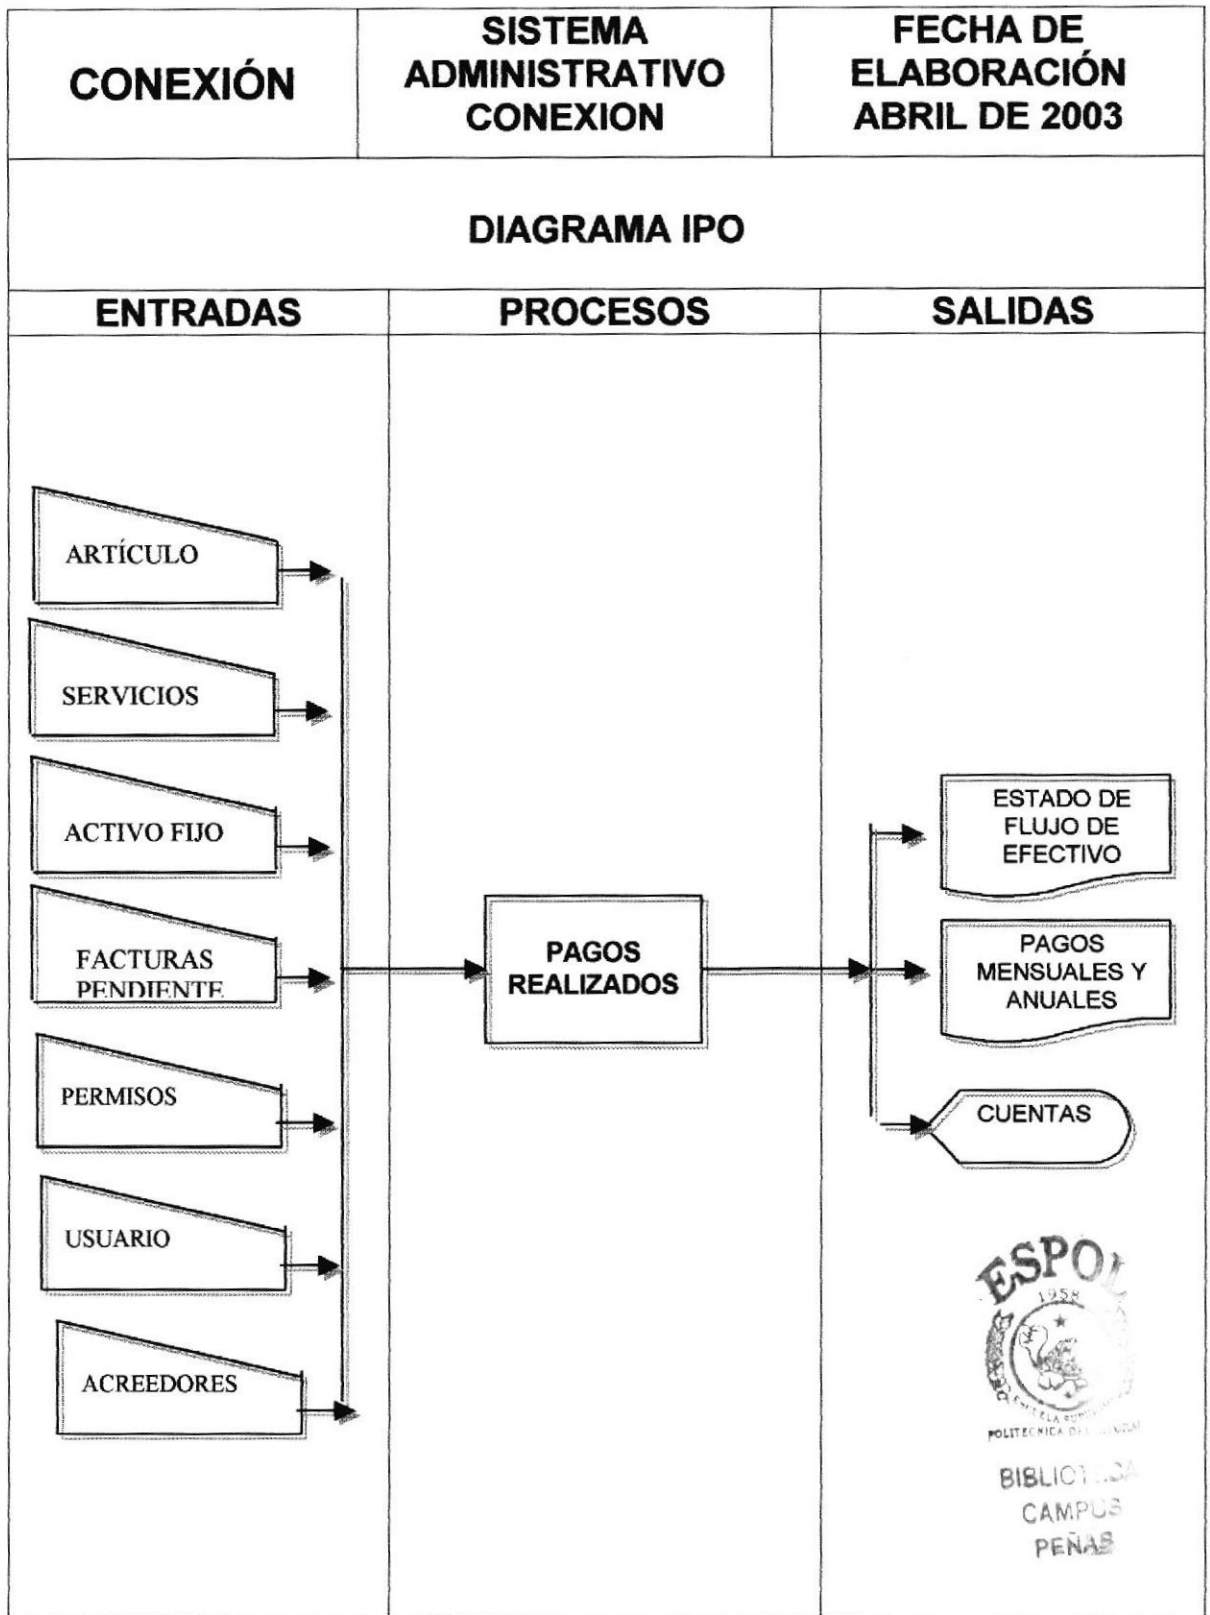 CONEXIÓN
SISTEMA
ADMINISTRATIVO
CONEXION
FECHA DE
ELABORACIÓN
ABRIL DE 2003
DIAGRAMA IPO
ENTRADAS
PROCESOS
SALIDAS
ARTÍCULO
SERVICIOS
ACTIVO FIJO
FACTURAS
PENDIENTE
PERMISOS
USUARIO
ACREEDORES
PAGOS
REALIZADOS
ESTADO DE
FLUJO DE
EFECTIVO
PAGOS
MENSUALES Y
ANUALES
CUENTAS
ESPOL
1958
POLITECNICA DEL
BIBLIOTECA
CAMPUS
PEÑAS